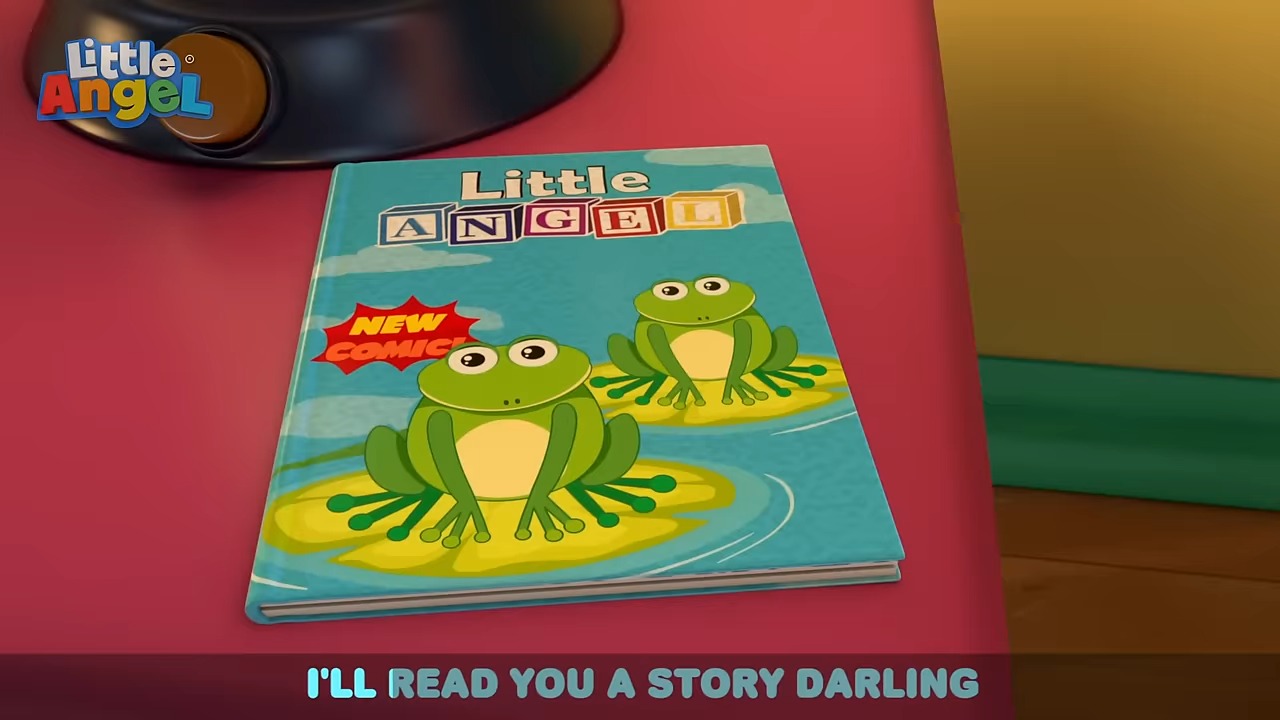 Little
AngeL
Little
ANGEL
NEW
COMIC!
I'LL READ YOU A STORY DARLING